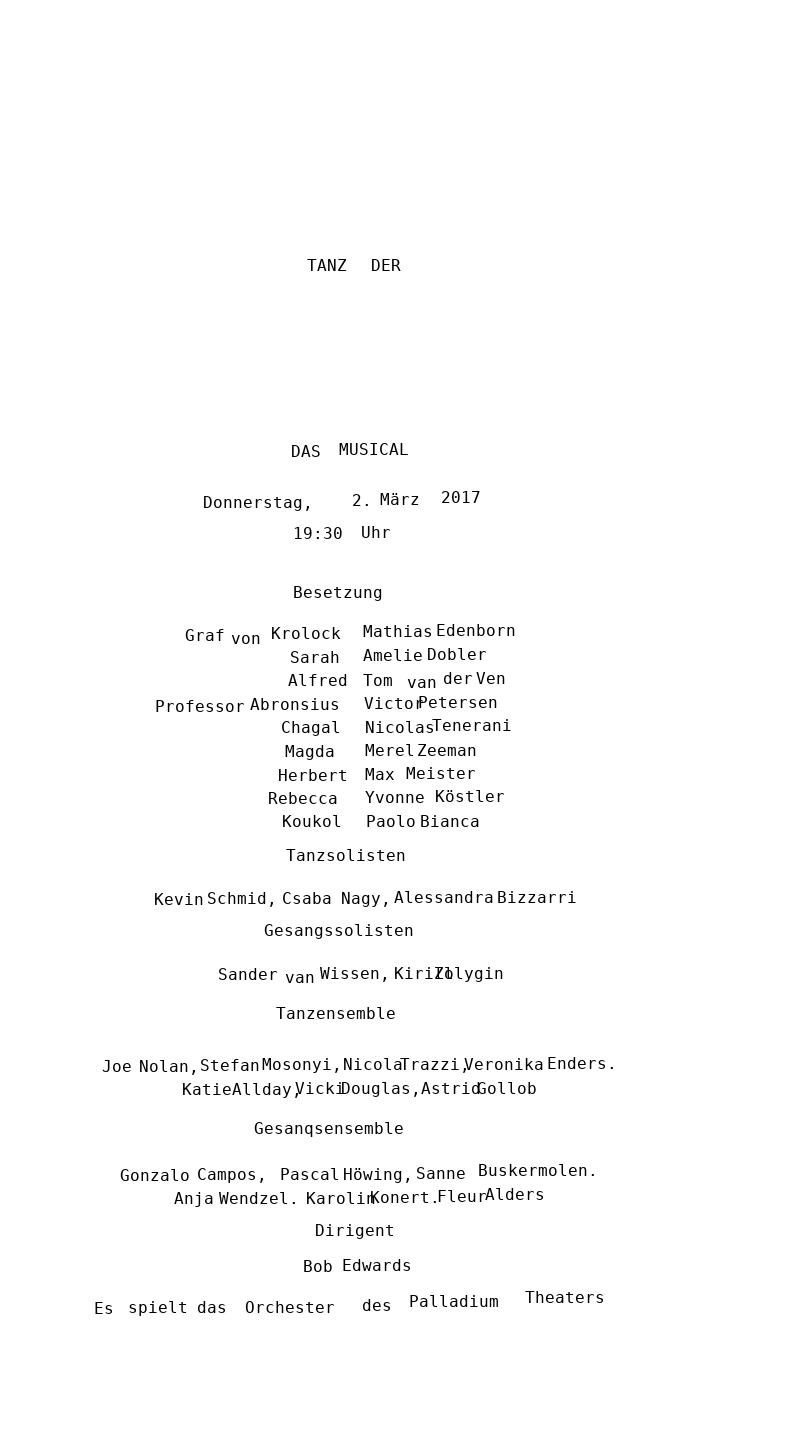 TANZ DER
DAS MUSICAL
Donnerstag, 2. März 2017
19:30 Uhr
Besetzung
Graf von Krolock Mathias Edenborn
Sarah Amelie Dobler
Alfred Tom van der Ven
Professor Abronsius Victor Petersen
Chagal Nicolas Tenerani
Magda Merel Zeeman
Herbert Max Meister
Rebecca Yvonne Köstler
Koukol Paolo Bianca
Tanzsolisten
Kevin Schmid, Csaba Nagy, Alessandra Bizzarri
Gesangssolisten
Sander van Wissen, Kirill Zolygin
Tanzensemble
Joe Nolan, Stefan Mosonyi, Nicola Trazzi, Veronika Enders.
Katie Allday, Vicki Douglas, Astrid Gollob
Gesanqsensemble
Gonzalo Campos, Pascal Höwing, Sanne Buskermolen.
Anja Wendzel. Karolin Konert. Fleur Alders
Dirigent
Bob Edwards
Es spielt das Orchester des Palladium Theaters